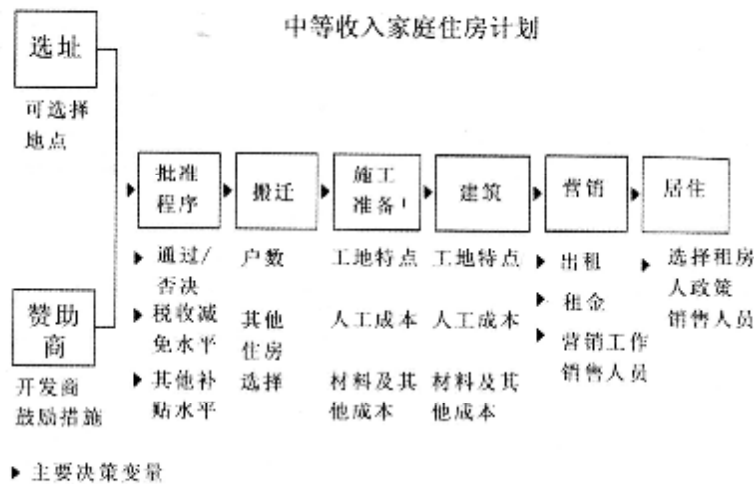 中等收入家庭住房计划
选址
可选择
地点
赞助
商
开发商
鼓励措施
批准
程序
通过/
否决
税收减
免水平
其他补
贴水平
搬迁
户数
其他
住房
选择
施工
准备¹
工地特点
人工成本
材料及其
他成本
建筑
工地特点
人工成本
材料及其
他成本
营销
出租
租金
营销工作
销售人员
居住
选择租房
人政策
销售人员
主要决策变量